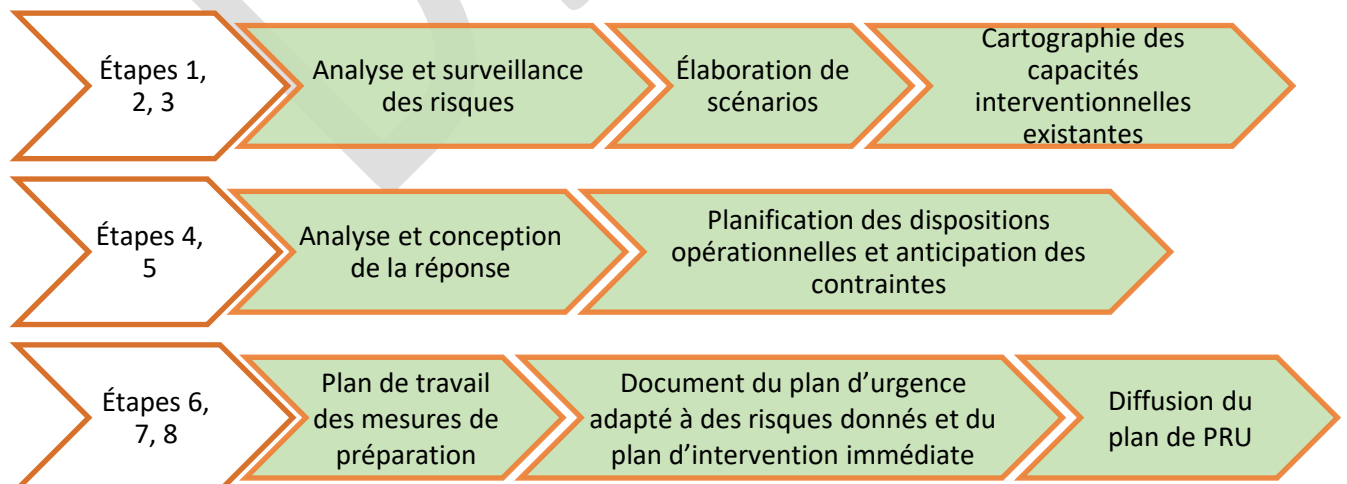 Étapes 1,
2, 3
Analyse et surveillance
des risques
Élaboration de
scénarios
Cartographie des
capacités
interventionnelles
existantes
Étapes 4,
5
Analyse et conception
de la réponse
Planification des dispositions
opérationnelles et anticipation des
contraintes
Étapes 6,
7, 8
Plan de travail
des mesures de
préparation
Document du plan d’urgence
adapté à des risques donnés et du
plan d’intervention immédiate
Diffusion du
plan de PRU